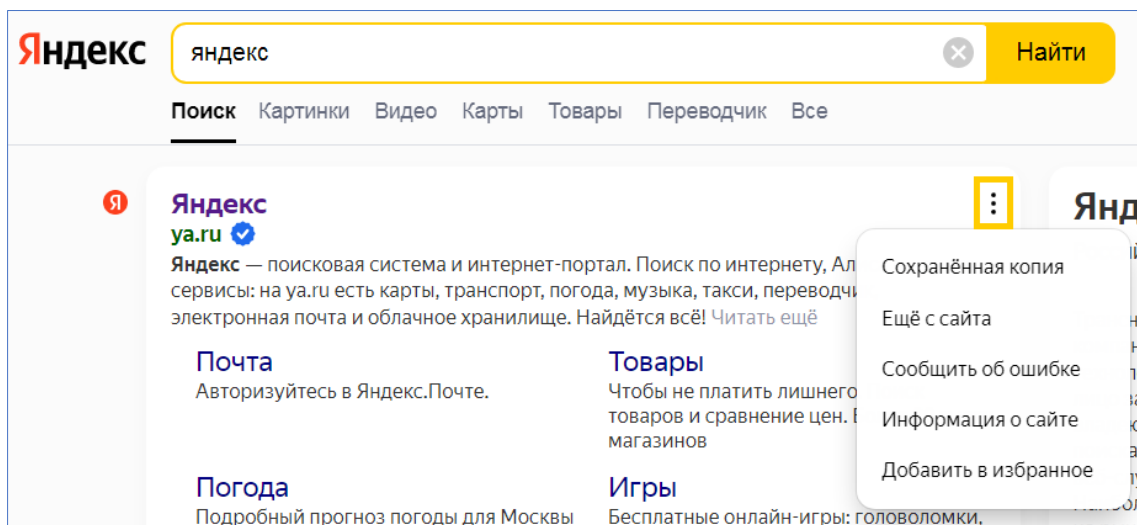 Яндекс
яндекс
Найти
Поиск Картинки Видео Карты Товары Переводчик Все
Я
Яндекс
ya.ru
Яндекс — поисковая система и интернет-портал. Поиск по интернету,
сервисы: на ya.ru есть карты, транспорт, погода, музыка, такси,
электронная почта и облачное хранилище. Найдётся всё! Читать ещё
Почта
Авторизуйтесь в Яндекс.Почте.
Товары
Чтобы не платить лишнего
товаров и сравнение цен.
магазинов
Погода
Подробный прогноз погоды для Москвы
Игры
Бесплатные онлайн-игры: головоломки,
Сохранённая копия
Ещё с сайта
Сообщить об ошибке
Информация о сайте
Добавить в избранное